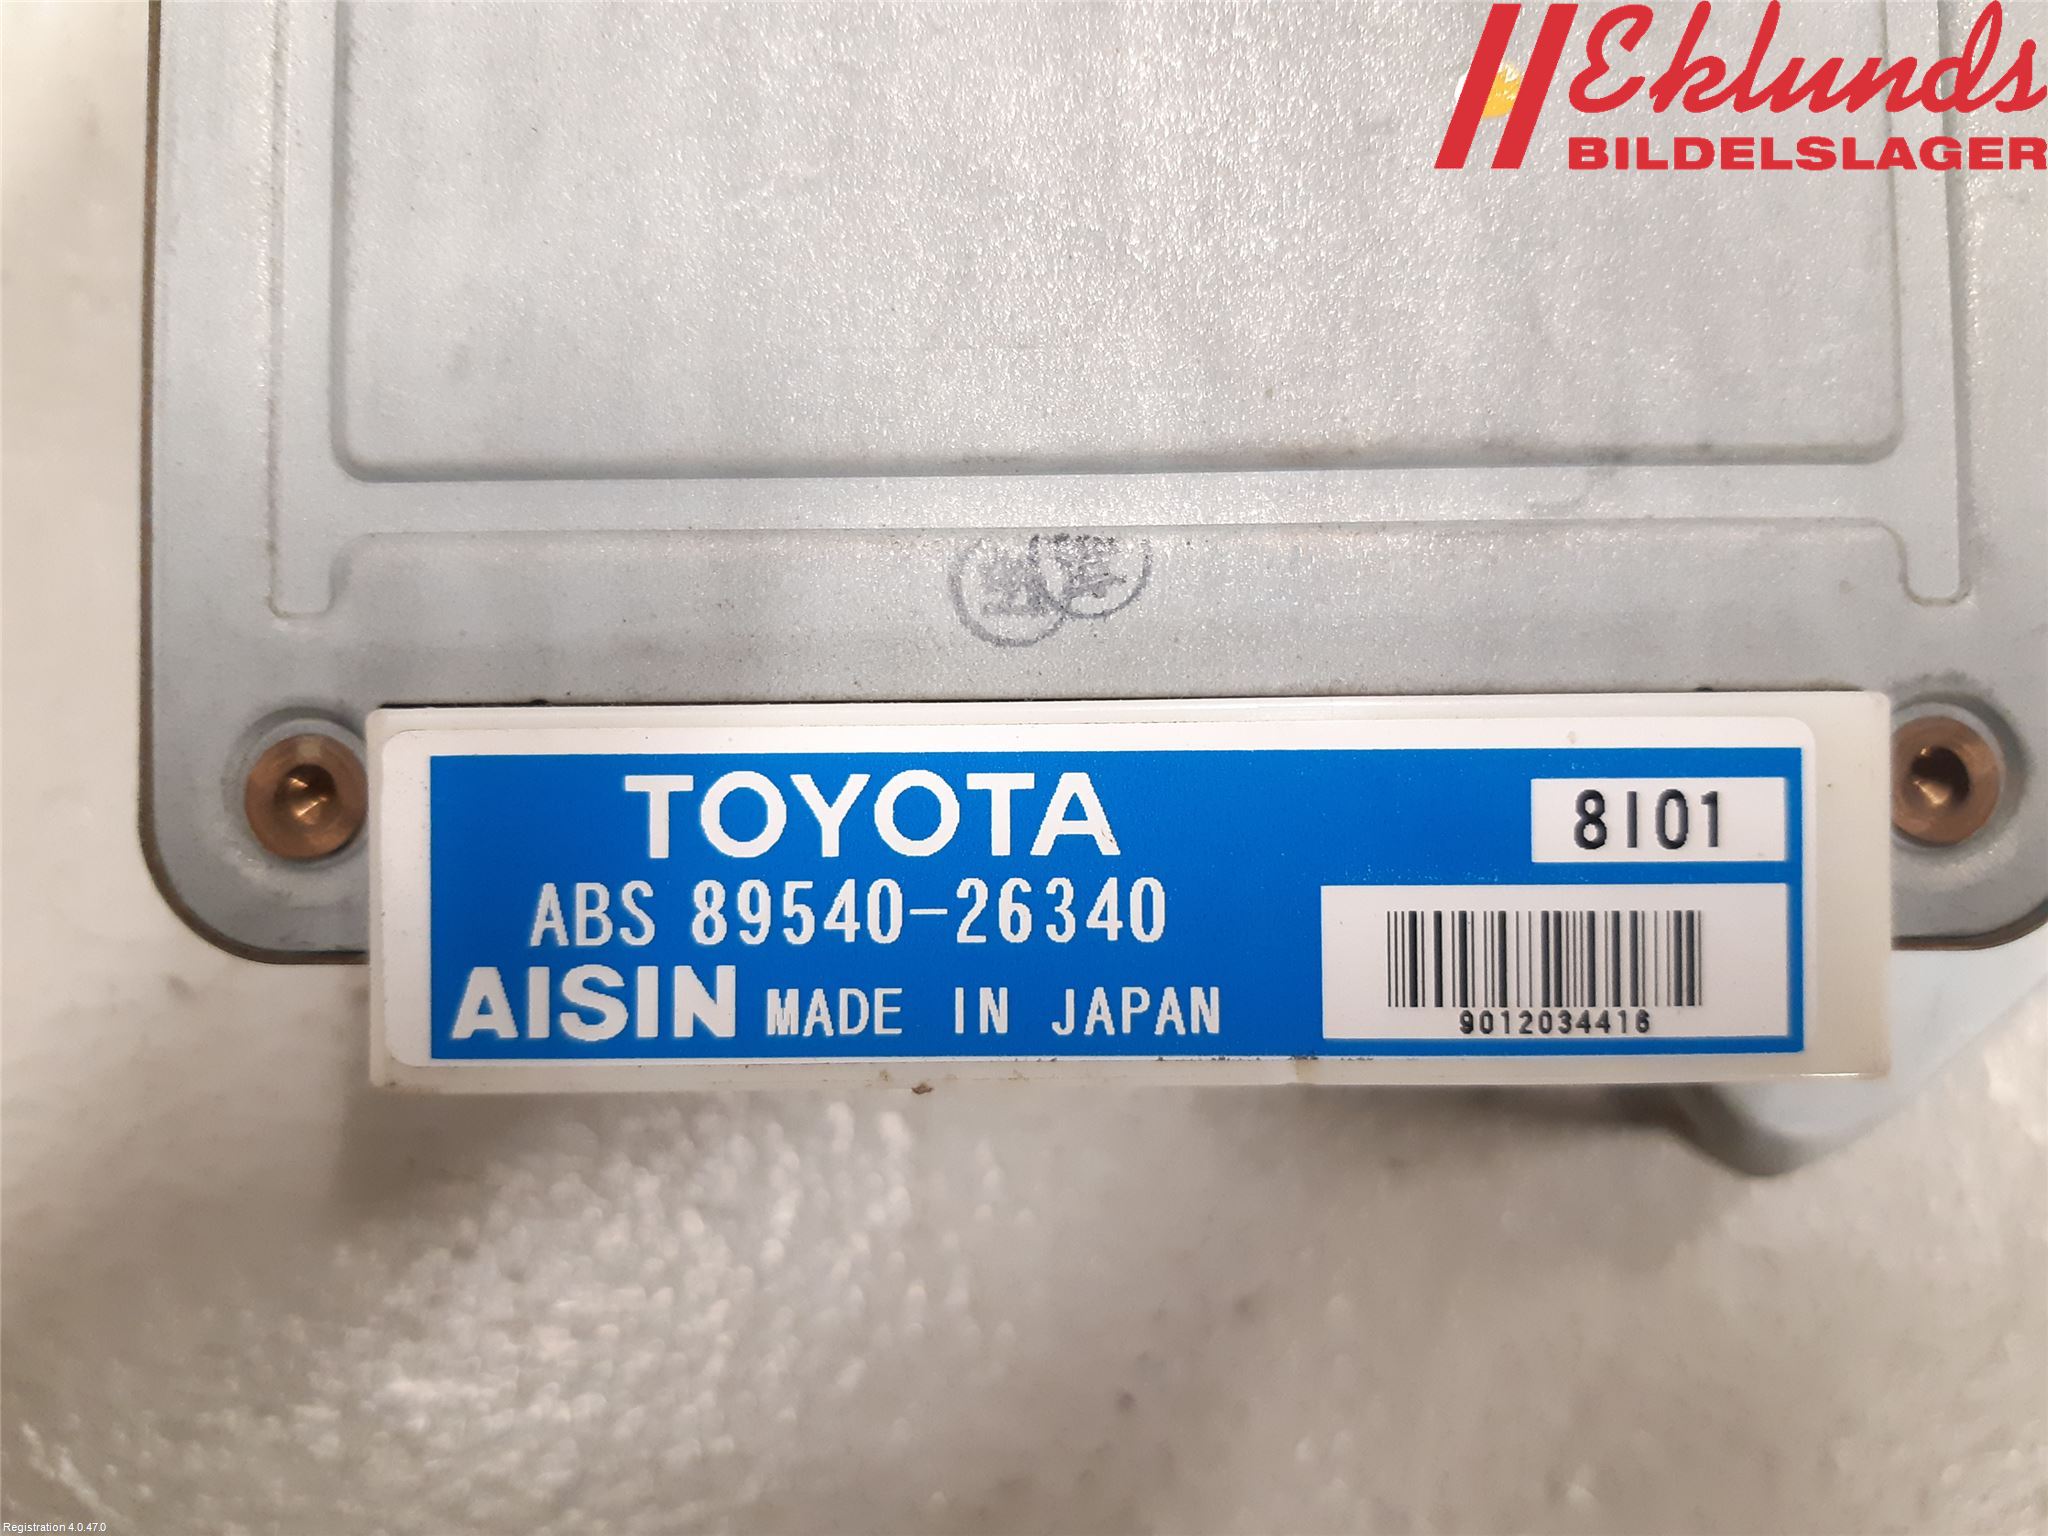 Eklunds
BILDELSLAGER
TOYOTA
8I01
ABS 89540-26340
AISIN MADE IN JAPAN
9012034416
Registration 4.0.47.0